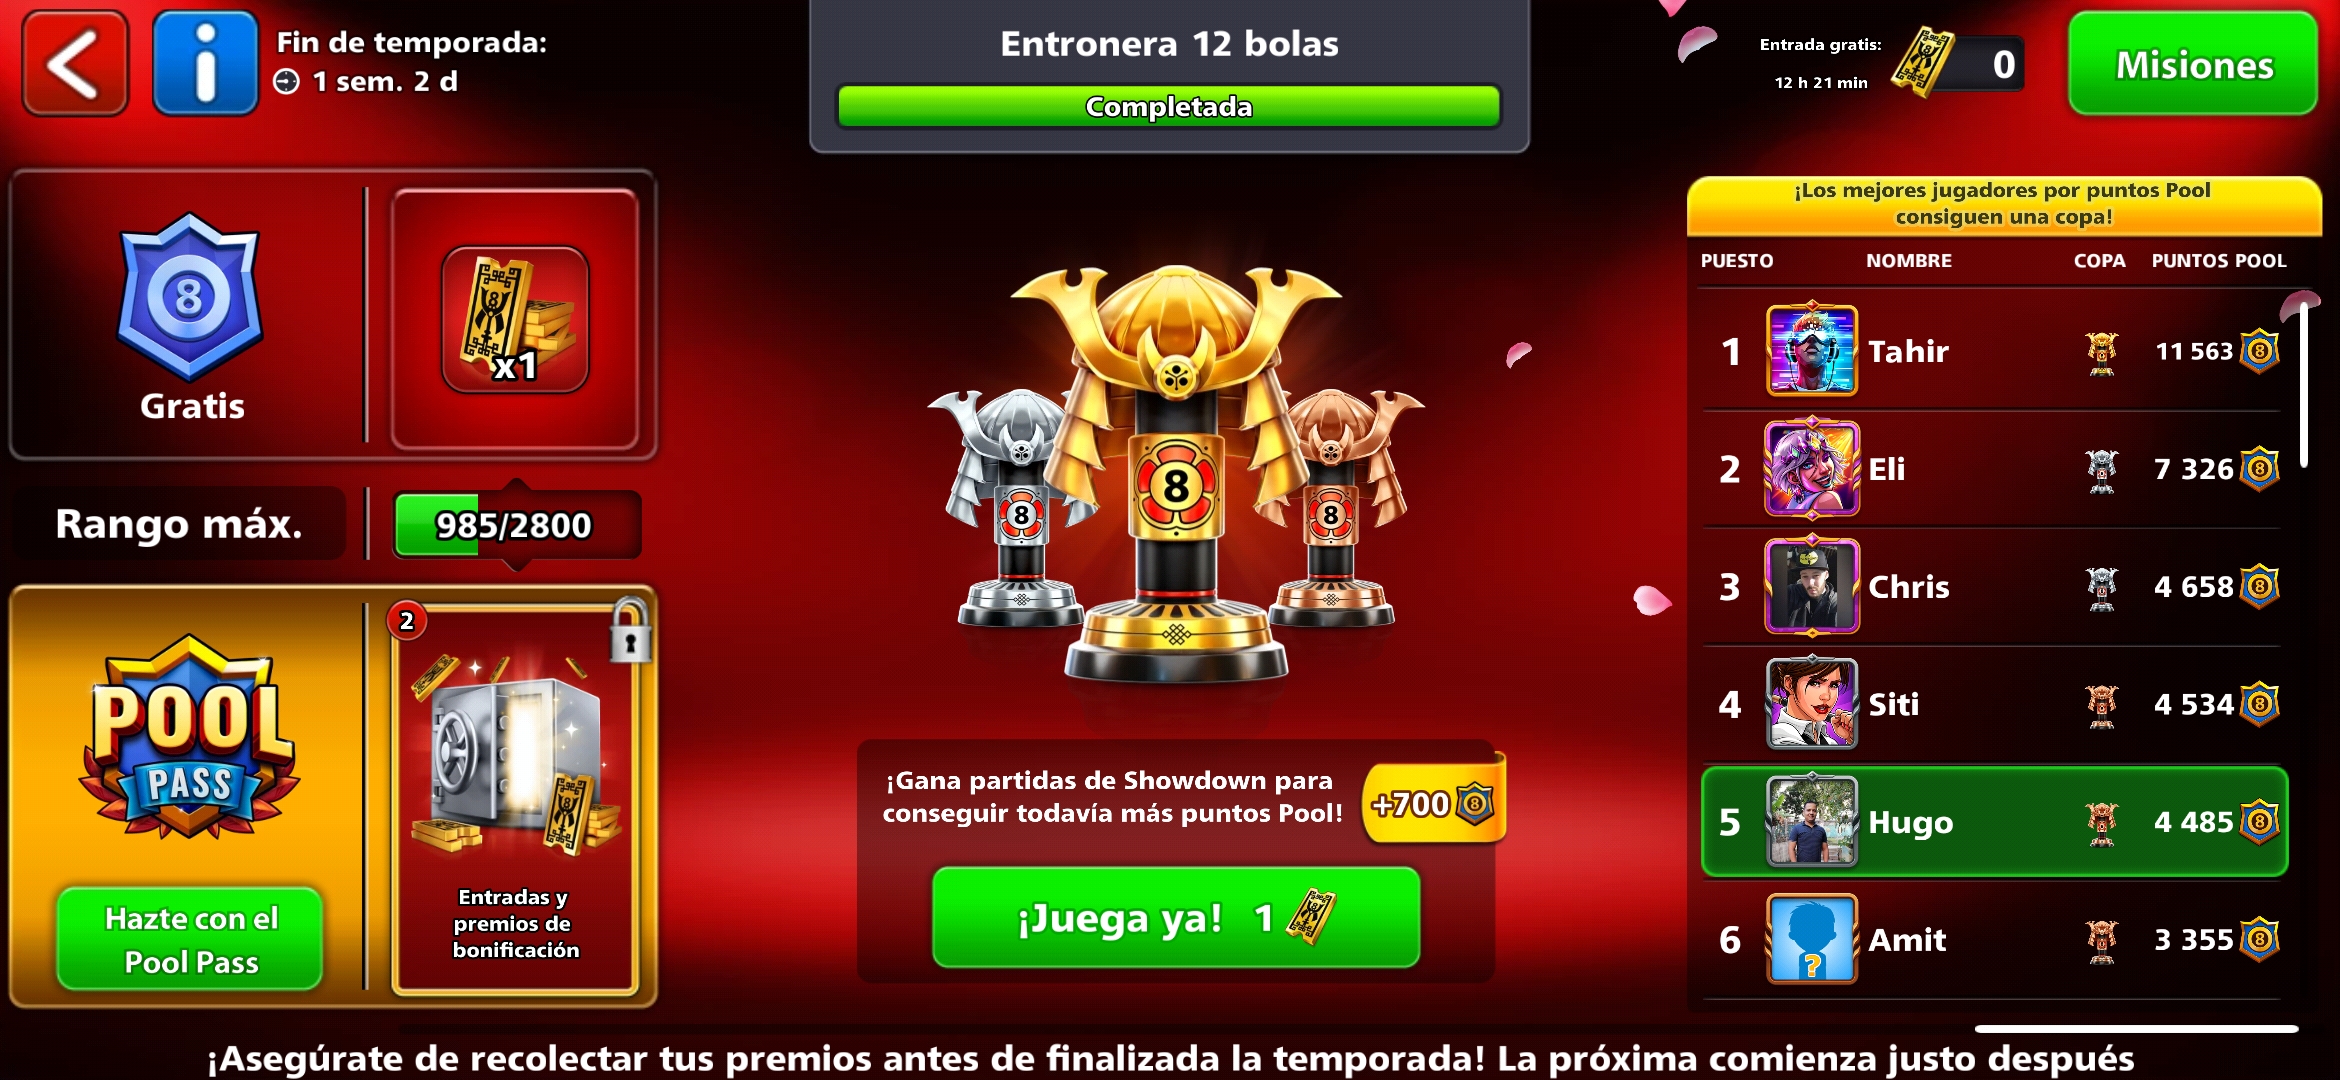 Fin de temporada:
1 sem. 2 d
Entronera 12 bolas
Completada
Entrada gratis:
12 h 21 min
0
Misiones
8
Gratis
x1
Rango máx.
985/2800
POOL
PASS
Hazte con el
Pool Pass
2
Entradas y
premios de
bonificación
8
8
8
¡Gana partidas de Showdown para
conseguir todavía más puntos Pool!
+700
¡Juega ya! 1
¡Los mejores jugadores por puntos Pool
consiguen una copa!
PUESTO NOMBRE COPA PUNTOS POOL
1 Tahir 11 563
2 Eli 7 326
3 Chris 4 658
4 Siti 4 534
5 Hugo 4 485
6 Amit 3 355
¡Asegúrate de recolectar tus premios antes de finalizada la temporada! La próxima comienza justo después